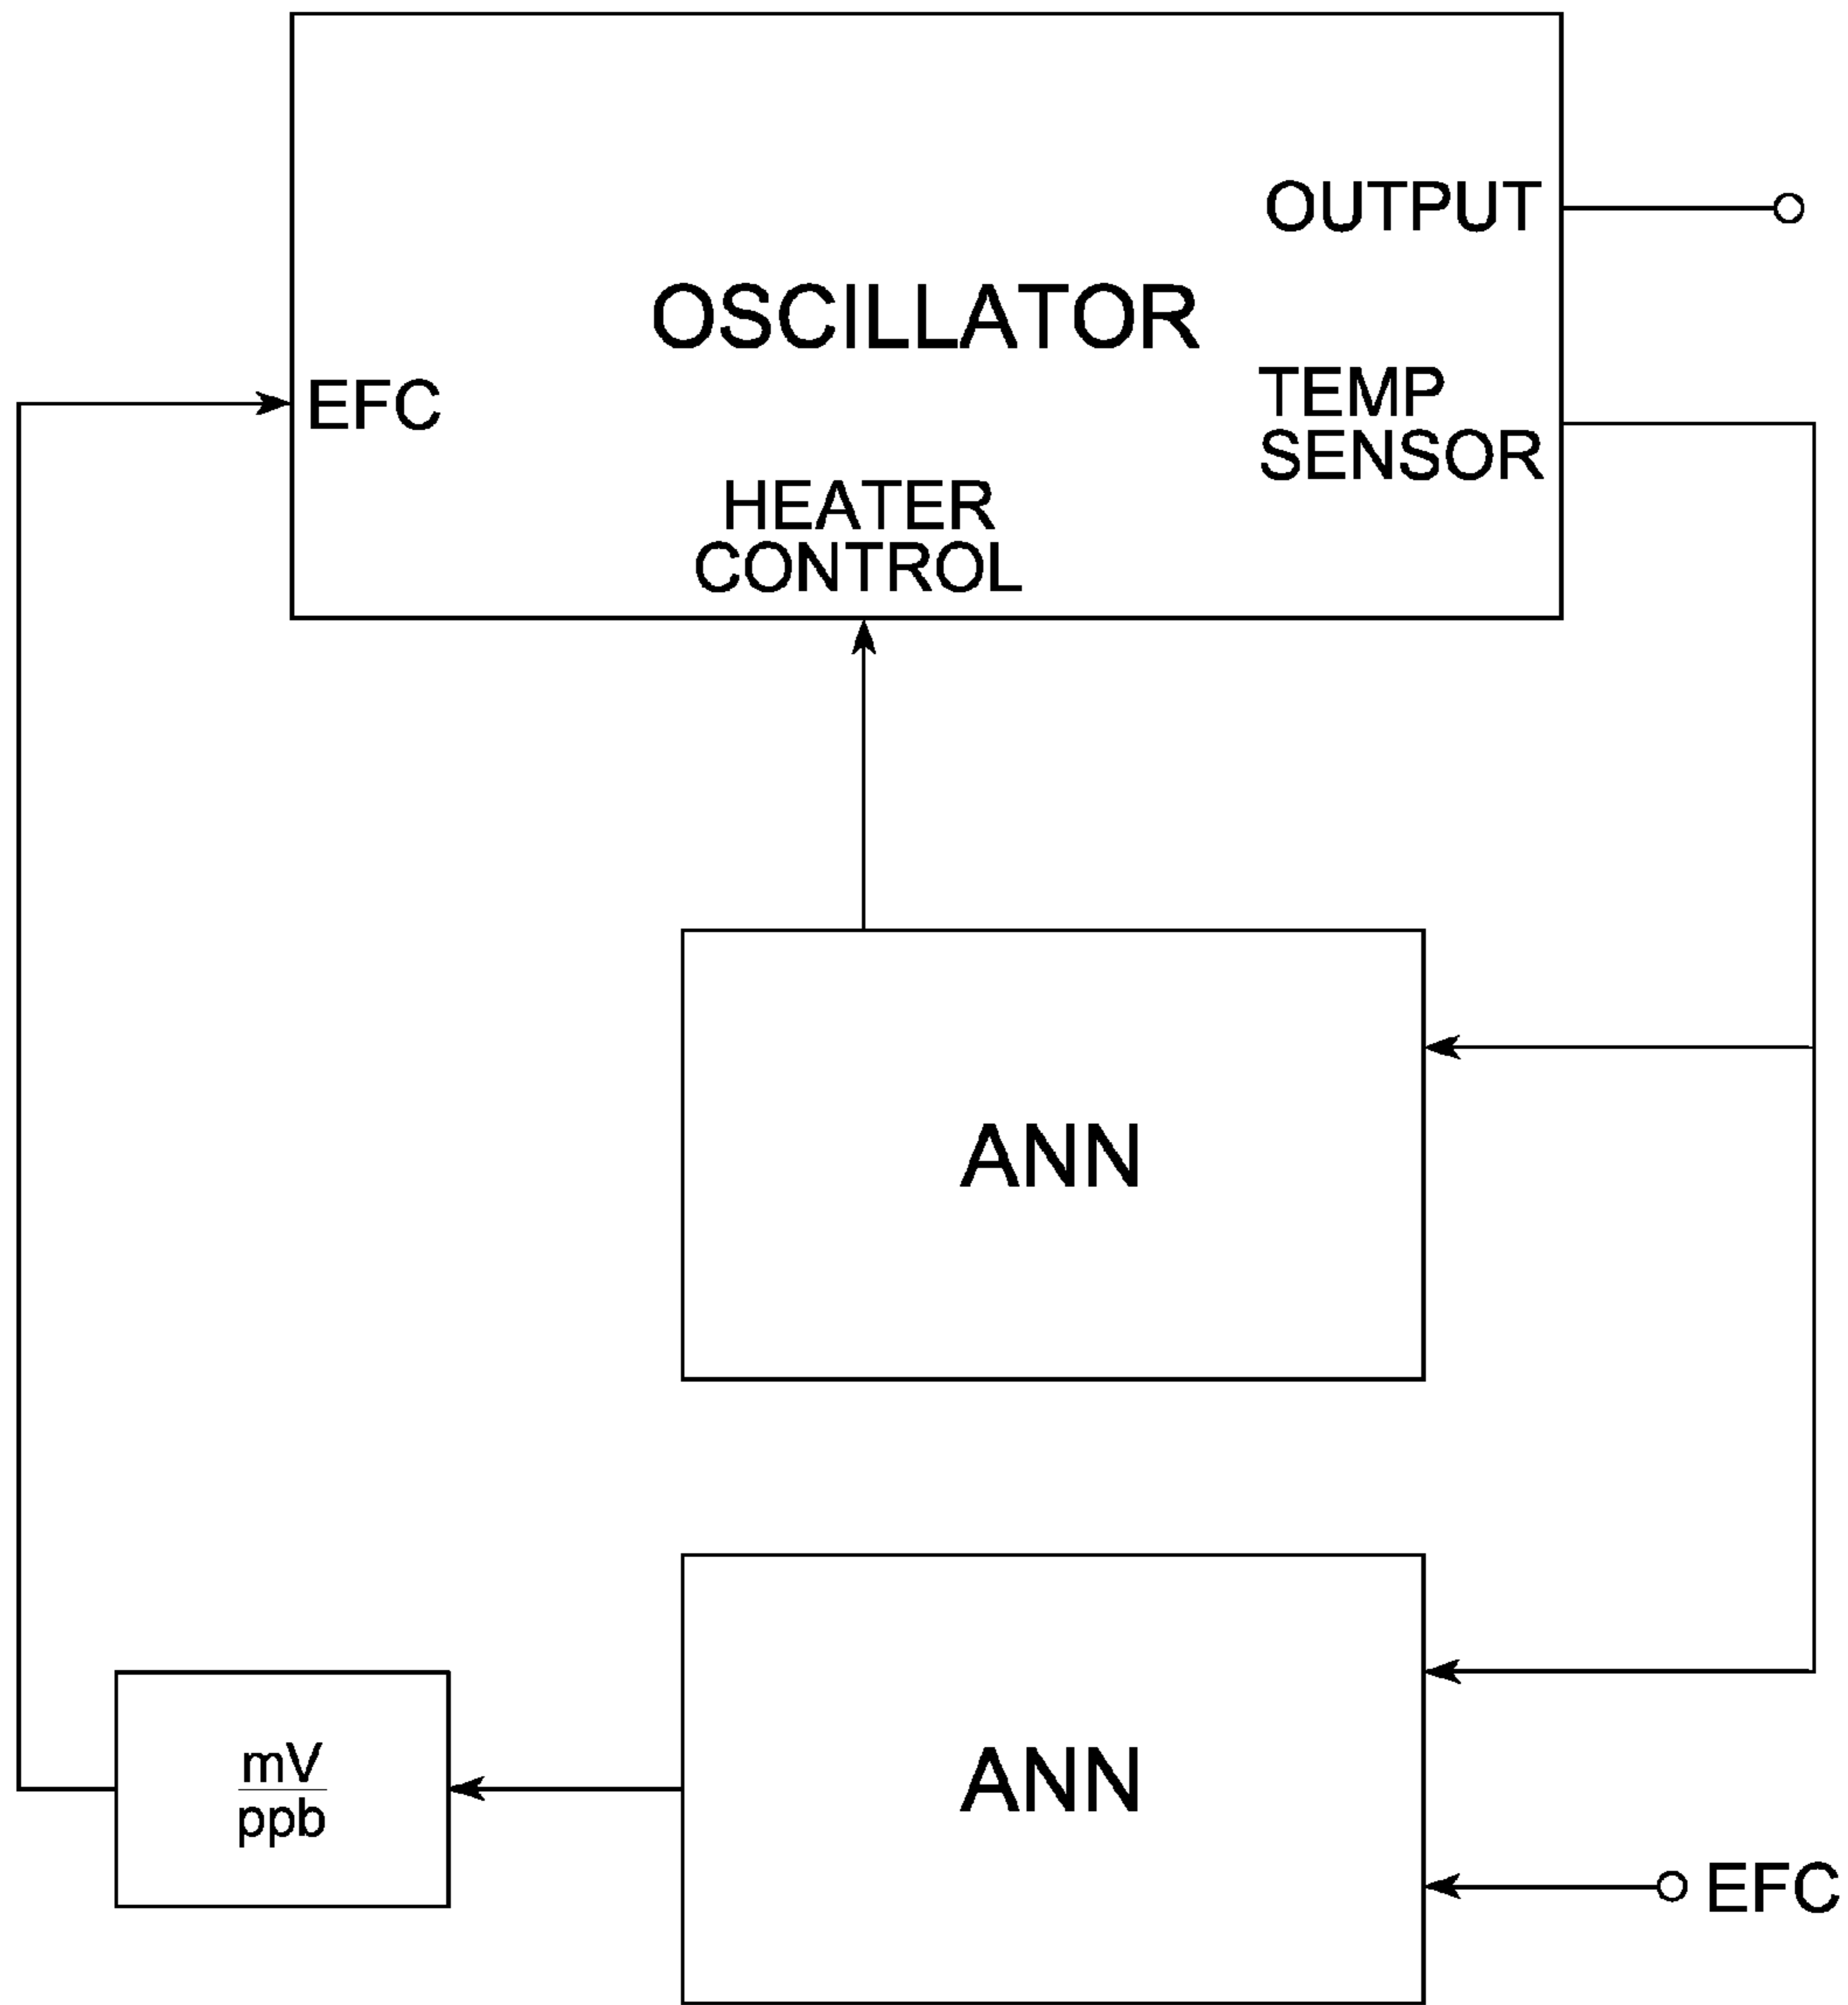 OUTPUT
OSCILLATOR
EFC
TEMP
SENSOR
HEATER
CONTROL
ANN
ANN
mV
ppb
EFC